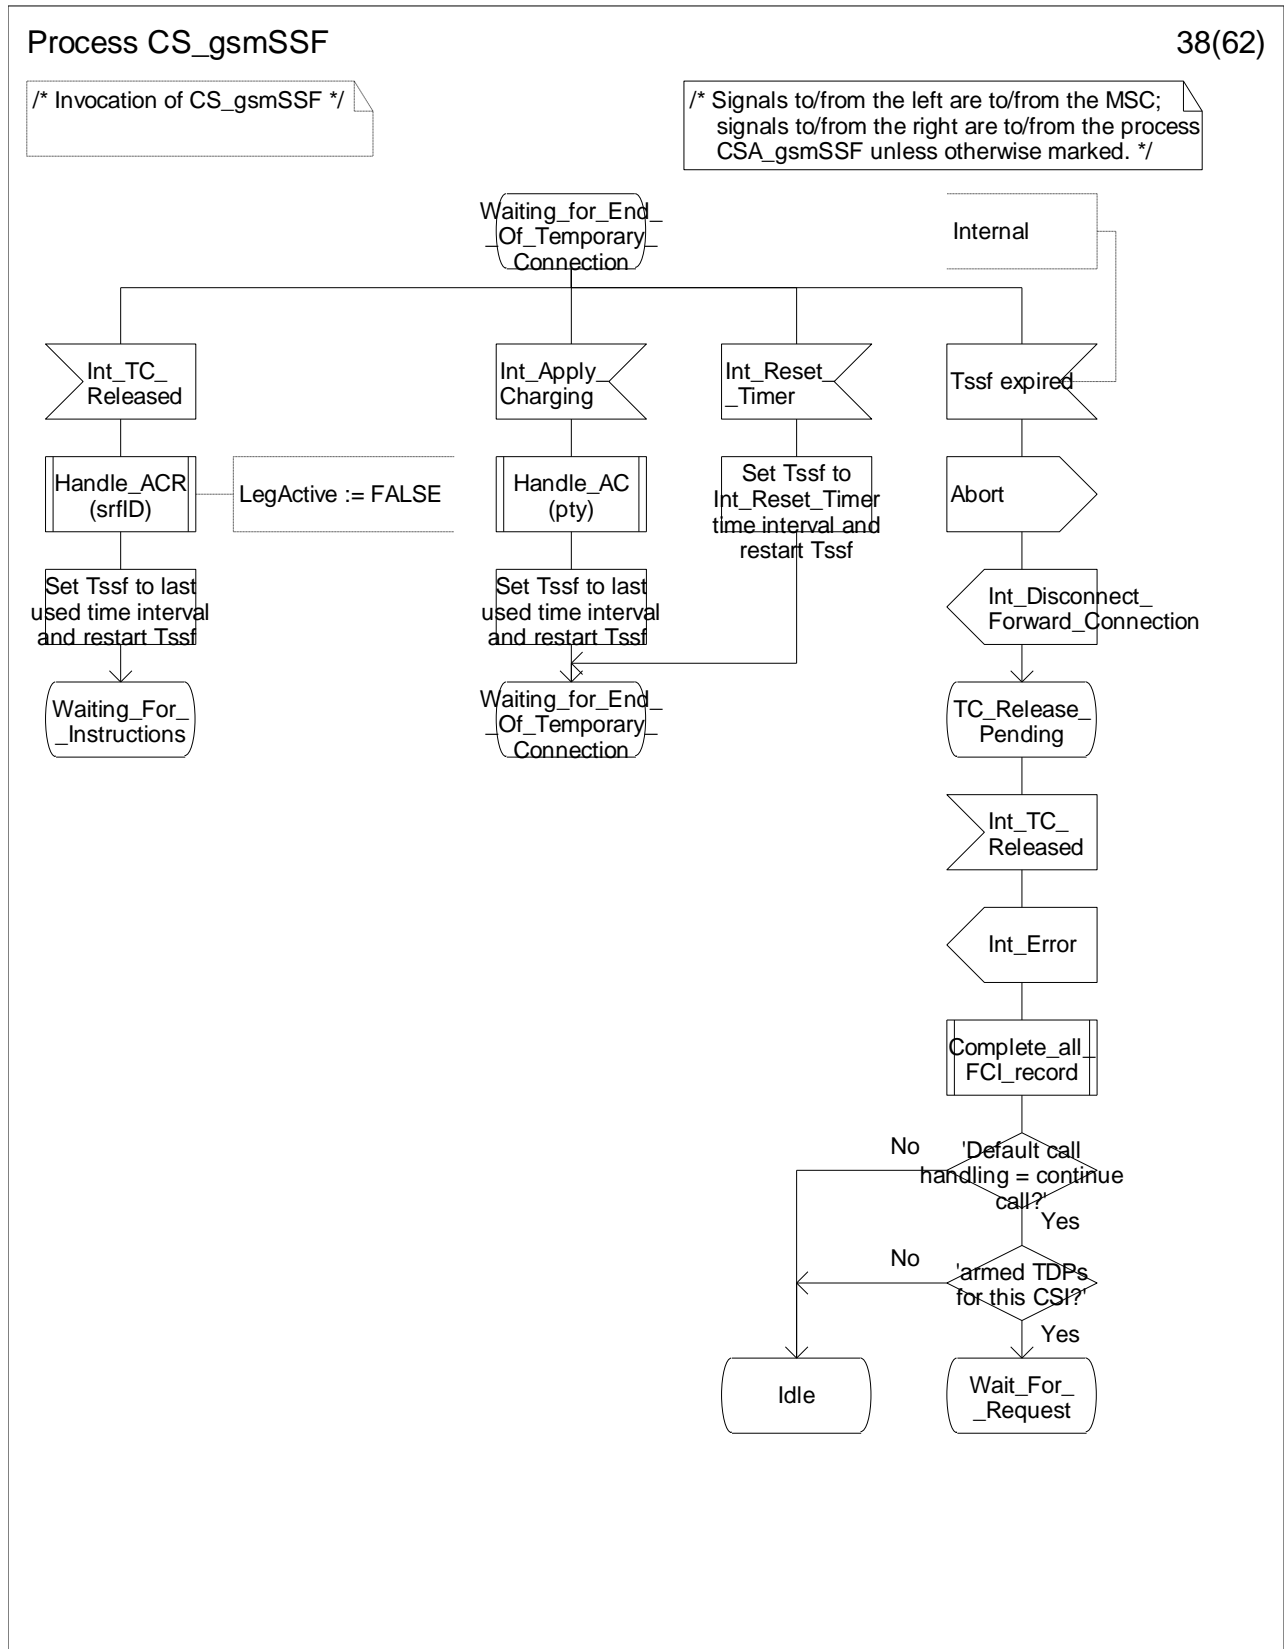 Process CS_gsmSSF
38(62)
/* Invocation of CS_gsmSSF */
/* Signals to/from the left are to/from the MSC;
signals to/from the right are to/from the process
CSA_gsmSSF unless otherwise marked. */
Waiting_for_End_
_Of_Temporary_
Connection
Internal
Int_TC_
Released
Int_Apply_
Charging
Int_Reset_
_Timer
Tssf expired
Handle_ACR
(srfID)
LegActive := FALSE
Handle_AC
(pty)
Set Tssf to
Int_Reset_Timer
time interval and
restart Tssf
Abort
Set Tssf to last
used time interval
and restart Tssf
Set Tssf to last
used time interval
and restart Tssf
Int_Disconnect_
Forward_Connection
Waiting_For_
_Instructions
Waiting_for_End_
_Of_Temporary_
Connection
TC_Release_
Pending
Int_TC_
Released
Int_Error
Complete_all_
FCI_record
No
'Default call
handling = continue
call?'
Yes
No
'armed TDPs
for this CSI?'
Yes
Idle
Wait_For_
_Request